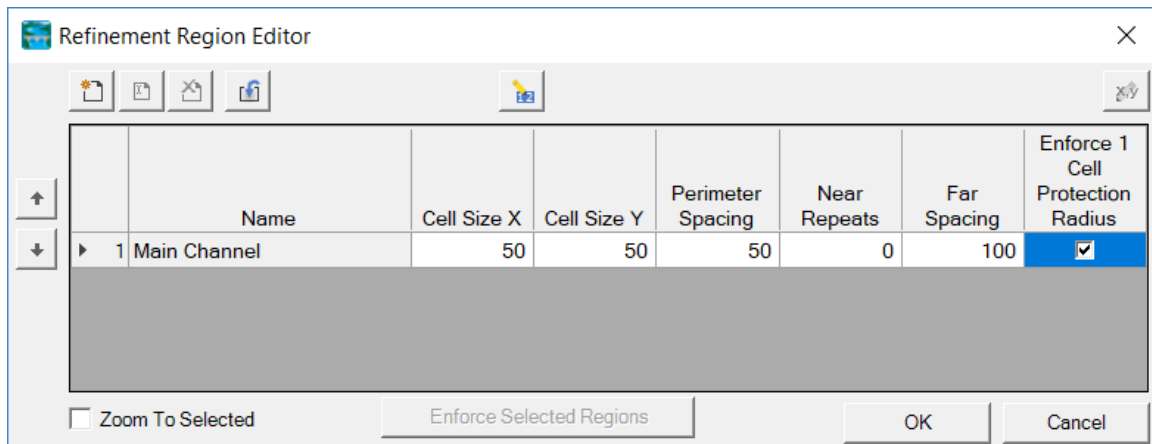 Refinement Region Editor
Name
Cell Size X
Cell Size Y
Perimeter
Spacing
Near
Repeats
Far
Spacing
Enforce 1
Cell
Protection
Radius
1 Main Channel 50 50 50 0 100
Zoom To Selected
Enforce Selected Regions
OK
Cancel